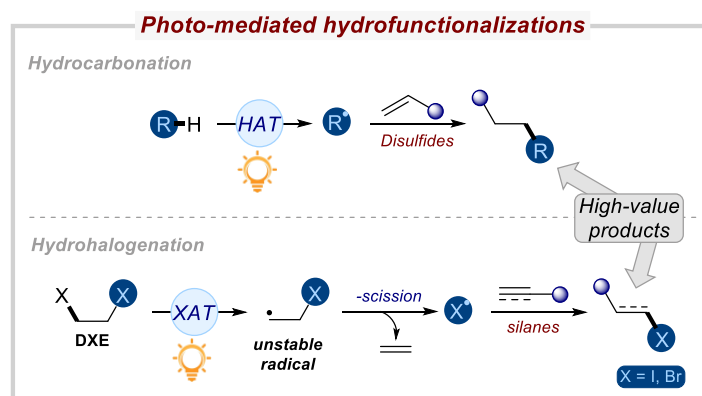 Photo-mediated hydrofunctionalizations
Hydrocarbonation
R-H
HAT
R•
Disulfides
R
High-value
products
Hydrohalogenation
X
X
DXE
XAT
•
X
unstable
radical
-scission
X•
silanes
X
X = I, Br